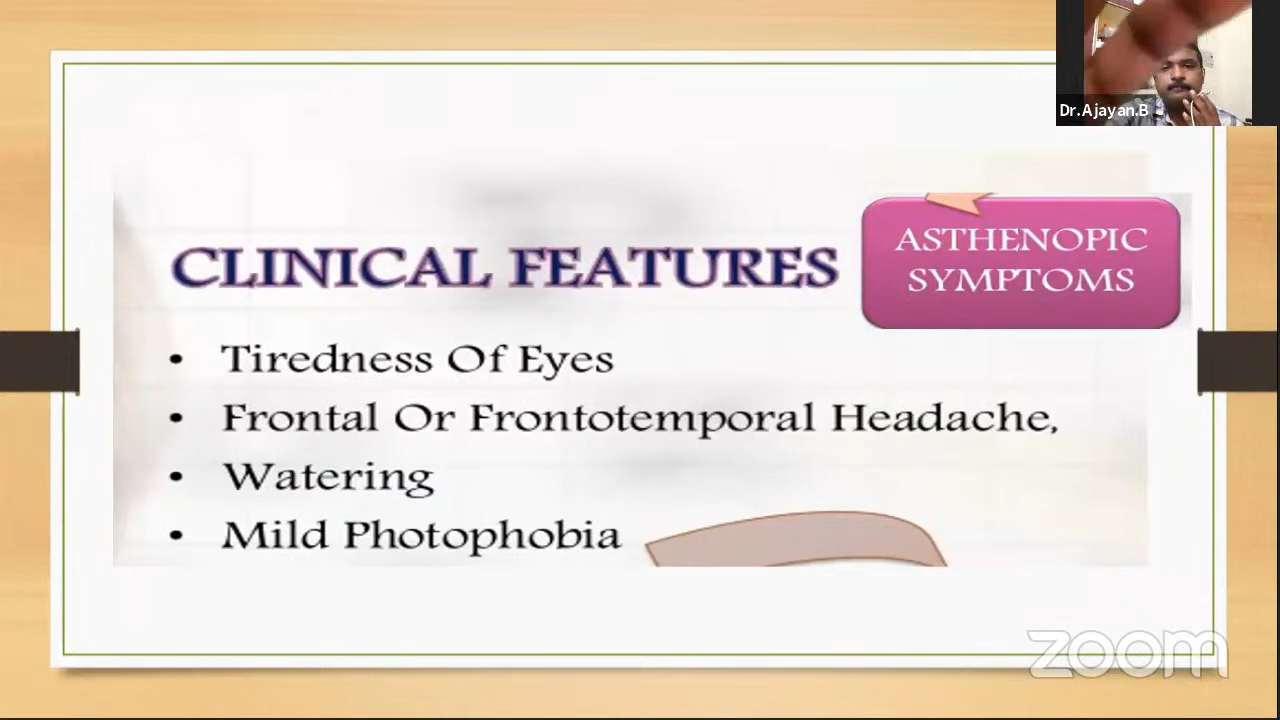 Dr.Ajayan.B
CLINICAL FEATURES
ASTHENOPIC
SYMPTOMS
• Tiredness Of Eyes
• Frontal Or Frontotemporal Headache,
• Watering
• Mild Photophobia
zoom